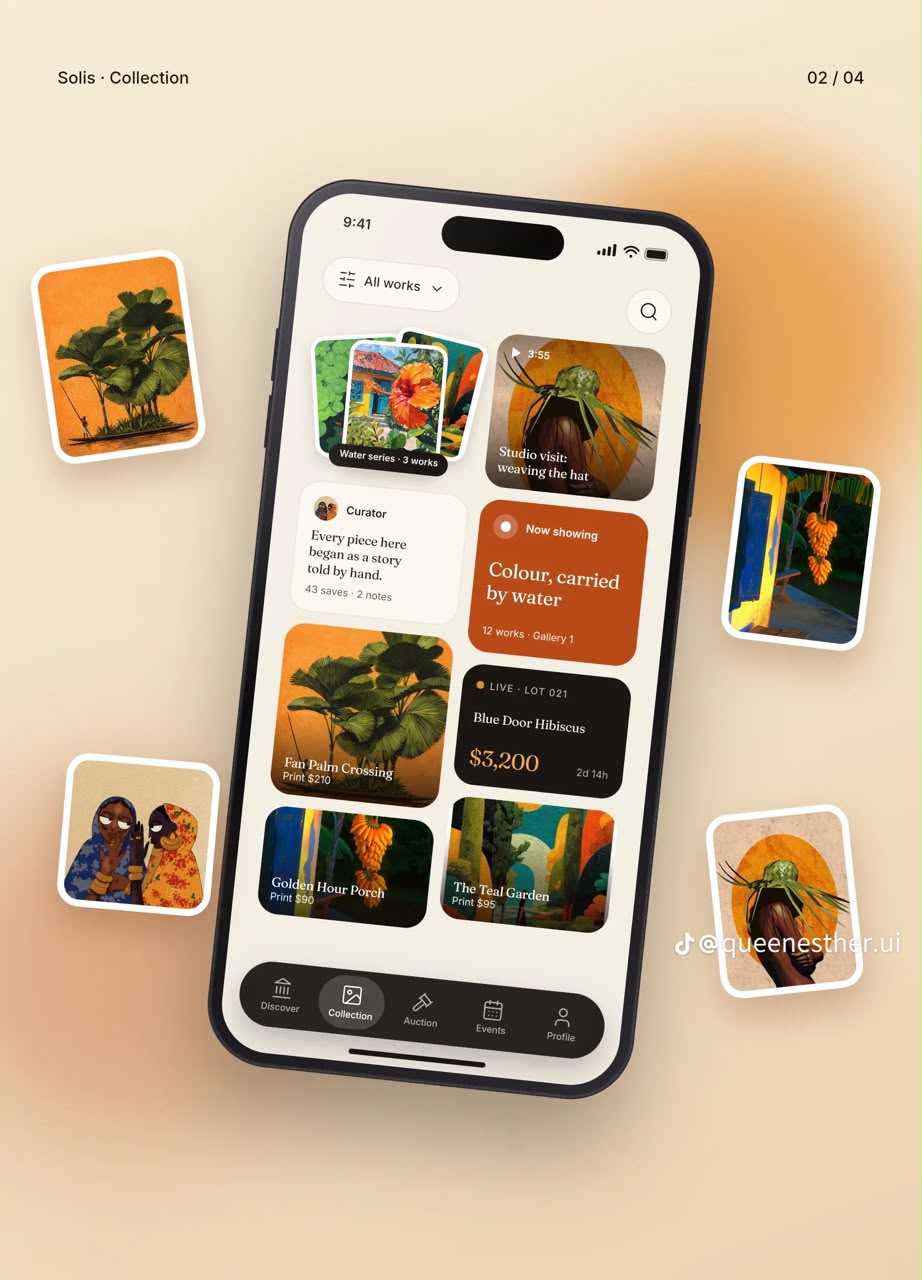 Solis · Collection
02 / 04
9:41
All works
Water series · 3 works
3:55
Studio visit:
weaving the hat
Curator
Every piece here
began as a story
told by hand.
43 saves · 2 notes
Now showing
Colour, carried
by water
12 works · Gallery 1
Fan Palm Crossing
Print $210
LIVE · LOT 021
Blue Door Hibiscus
$3,200
2d 14h
Golden Hour Porch
Print $90
The Teal Garden
Print $95
@queenesther.ui
Discover
Collection
Auction
Events
Profile